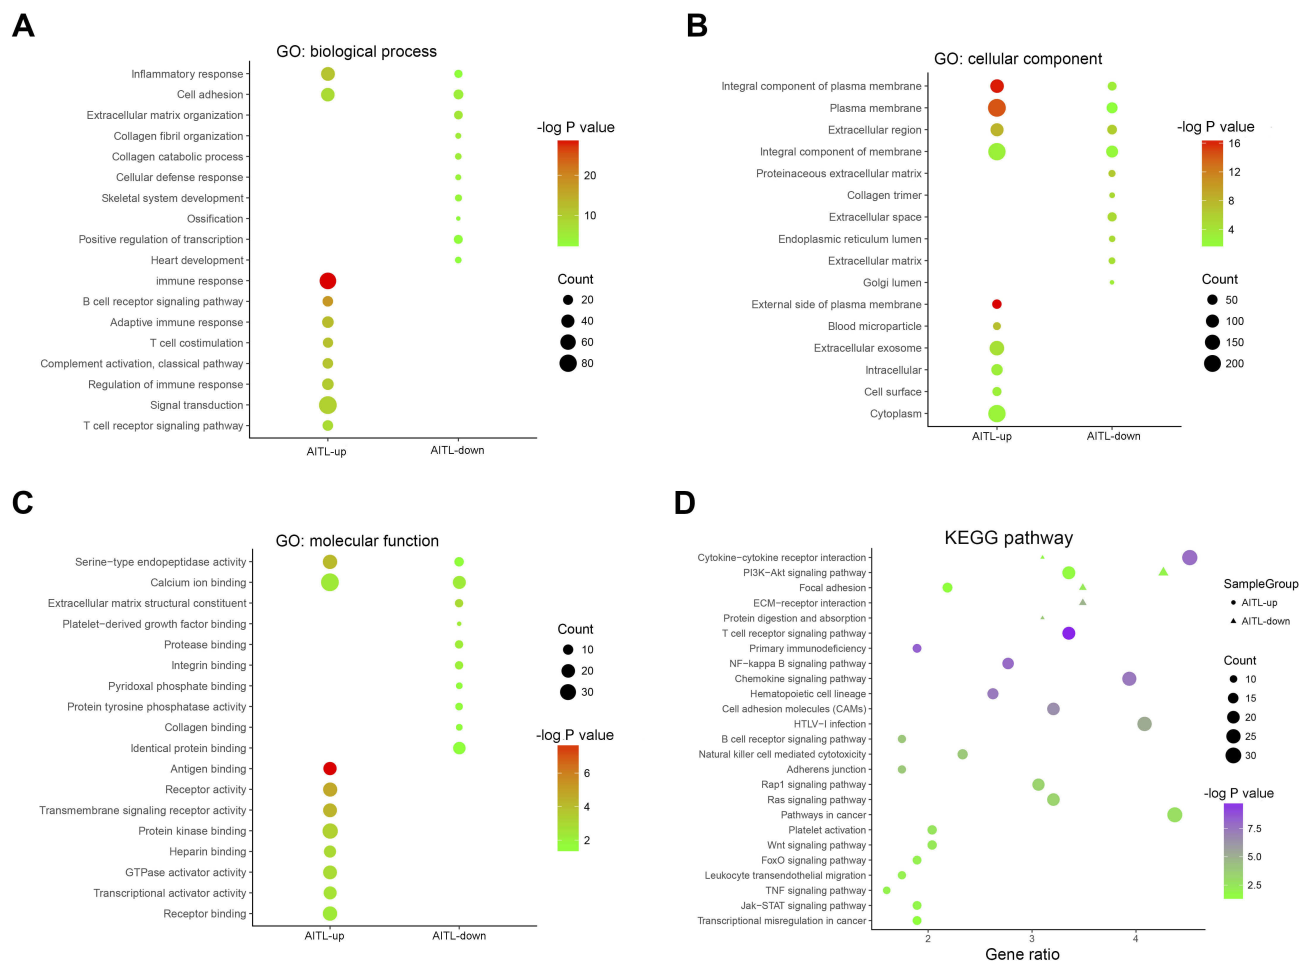 A
GO: biological process
Inflammatory response
Cell adhesion
Extracellular matrix organization
Collagen fibril organization
Collagen catabolic process
Cellular defense response
Skeletal system development
Ossification
Positive regulation of transcription
Heart development
immune response
B cell receptor signaling pathway
Adaptive immune response
T cell costimulation
Complement activation, classical pathway
Regulation of immune response
Signal transduction
T cell receptor signaling pathway
AITL-up
AITL-down
-log P value
20
10
Count
20
40
60
80
B
GO: cellular component
Integral component of plasma membrane
Plasma membrane
Extracellular region
Integral component of membrane
Proteinaceous extracellular matrix
Collagen trimer
Extracellular space
Endoplasmic reticulum lumen
Extracellular matrix
Golgi lumen
External side of plasma membrane
Blood microparticle
Extracellular exosome
Intracellular
Cell surface
Cytoplasm
AITL-up
AITL-down
-log P value
16
12
8
4
Count
50
100
150
200
C
GO: molecular function
Serine-type endopeptidase activity
Calcium ion binding
Extracellular matrix structural constituent
Platelet-derived growth factor binding
Protease binding
Integrin binding
Pyridoxal phosphate binding
Protein tyrosine phosphatase activity
Collagen binding
Identical protein binding
Antigen binding
Receptor activity
Transmembrane signaling receptor activity
Protein kinase binding
Heparin binding
GTPase activator activity
Transcriptional activator activity
Receptor binding
AITL-up
AITL-down
Count
10
20
30
-log P value
6
4
2
D
KEGG pathway
Cytokine−cytokine receptor interaction
PI3K−Akt signaling pathway
Focal adhesion
ECM−receptor interaction
Protein digestion and absorption
T cell receptor signaling pathway
Primary immunodeficiency
NF−kappa B signaling pathway
Chemokine signaling pathway
Hematopoietic cell lineage
Cell adhesion molecules (CAMs)
HTLV−I infection
B cell receptor signaling pathway
Natural killer cell mediated cytotoxicity
Adherens junction
Rap1 signaling pathway
Ras signaling pathway
Pathways in cancer
Platelet activation
Wnt signaling pathway
FoxO signaling pathway
Leukocyte transendothelial migration
TNF signaling pathway
Jak−STAT signaling pathway
Transcriptional misregulation in cancer
2
3
4
Gene ratio
SampleGroup
AITL-up
AITL-down
Count
10
15
20
25
30
-log P value
7.5
5.0
2.5